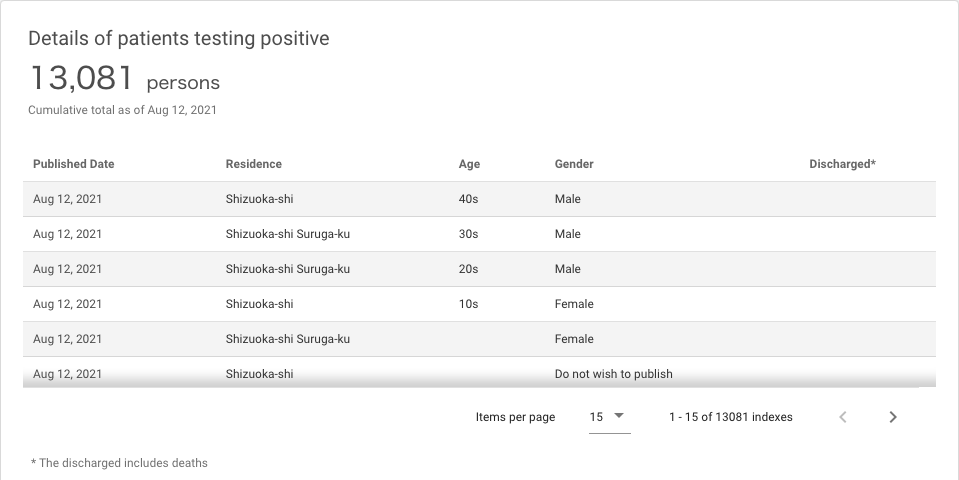 Details of patients testing positive
13,081 persons
Cumulative total as of Aug 12, 2021
Published Date Residence Age Gender Discharged*
Aug 12, 2021 Shizuoka-shi 40s Male
Aug 12, 2021 Shizuoka-shi Suruga-ku 30s Male
Aug 12, 2021 Shizuoka-shi Suruga-ku 20s Male
Aug 12, 2021 Shizuoka-shi 10s Female
Aug 12, 2021 Shizuoka-shi Suruga-ku Female
Aug 12, 2021 Shizuoka-shi Do not wish to publish
Items per page 15 1 - 15 of 13081 indexes
* The discharged includes deaths